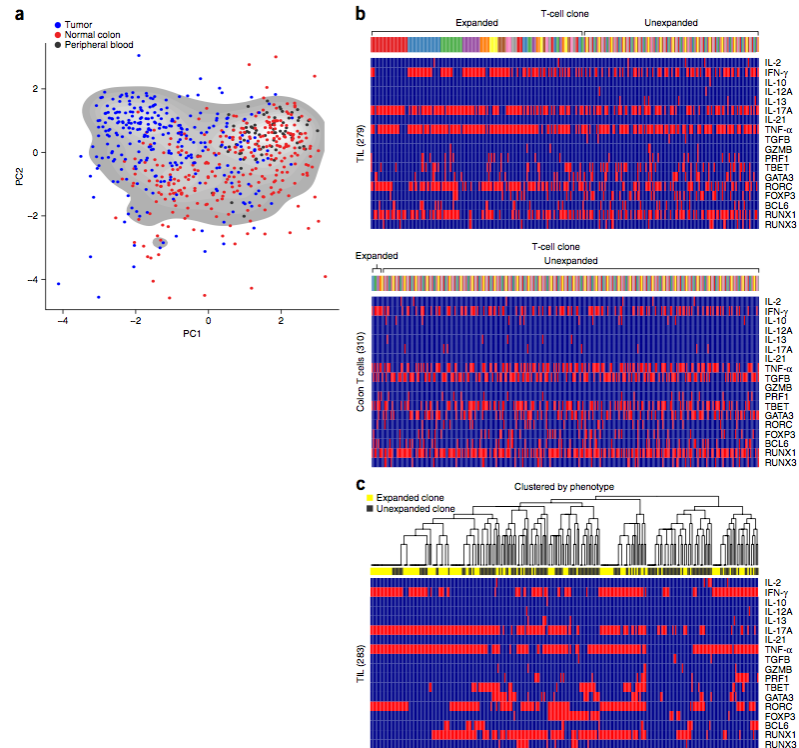 a
Tumor
Normal colon
Peripheral blood
2
0
−2
−4
PC2
−4
−2
0
2
PC1
b
T-cell clone
Expanded
Unexpanded
TIL (279)
IL-2
IFN-γ
IL-10
IL-12A
IL-13
IL-17A
IL-21
TNF-α
TGFB
GZMB
PRF1
TBET
GATA3
RORC
FOXP3
BCL6
RUNX1
RUNX3
T-cell clone
Expanded
Unexpanded
Colon T cells (310)
IL-2
IFN-γ
IL-10
IL-12A
IL-13
IL-17A
IL-21
TNF-α
TGFB
GZMB
PRF1
TBET
GATA3
RORC
FOXP3
BCL6
RUNX1
RUNX3
c
Clustered by phenotype
Expanded clone
Unexpanded clone
TIL (283)
IL-2
IFN-γ
IL-10
IL-12A
IL-13
IL-17A
IL-21
TNF-α
TGFB
GZMB
PRF1
TBET
GATA3
RORC
FOXP3
BCL6
RUNX1
RUNX3